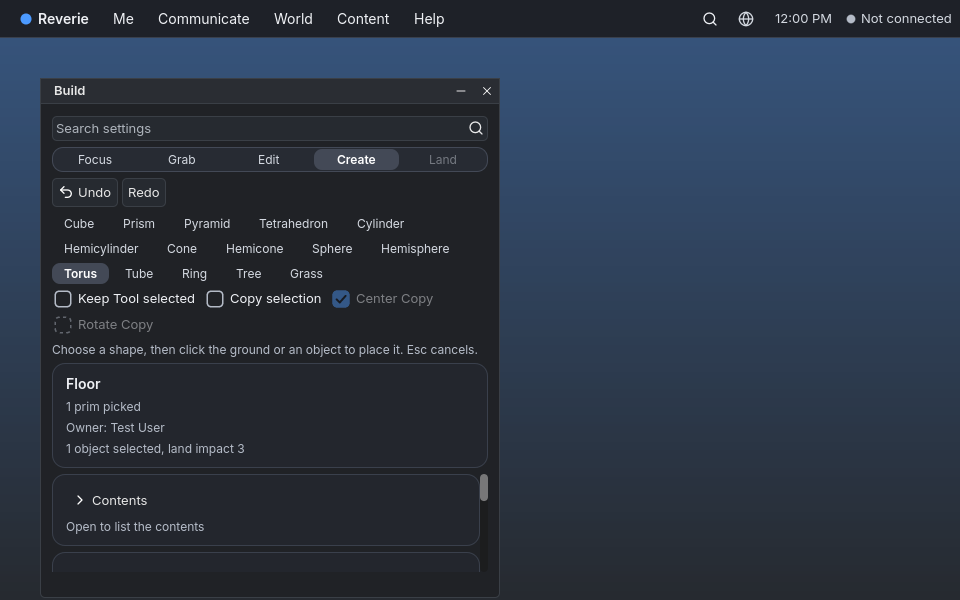 Reverie Me Communicate World Content Help 12:00 PM Not connected
Build
Search settings
Focus Grab Edit Create Land
Undo Redo
Cube Prism Pyramid Tetrahedron Cylinder
Hemicylinder Cone Hemicone Sphere Hemisphere
Torus Tube Ring Tree Grass
Keep Tool selected Copy selection Center Copy
Rotate Copy
Choose a shape, then click the ground or an object to place it. Esc cancels.
Floor
1 prim picked
Owner: Test User
1 object selected, land impact 3
Contents
Open to list the contents